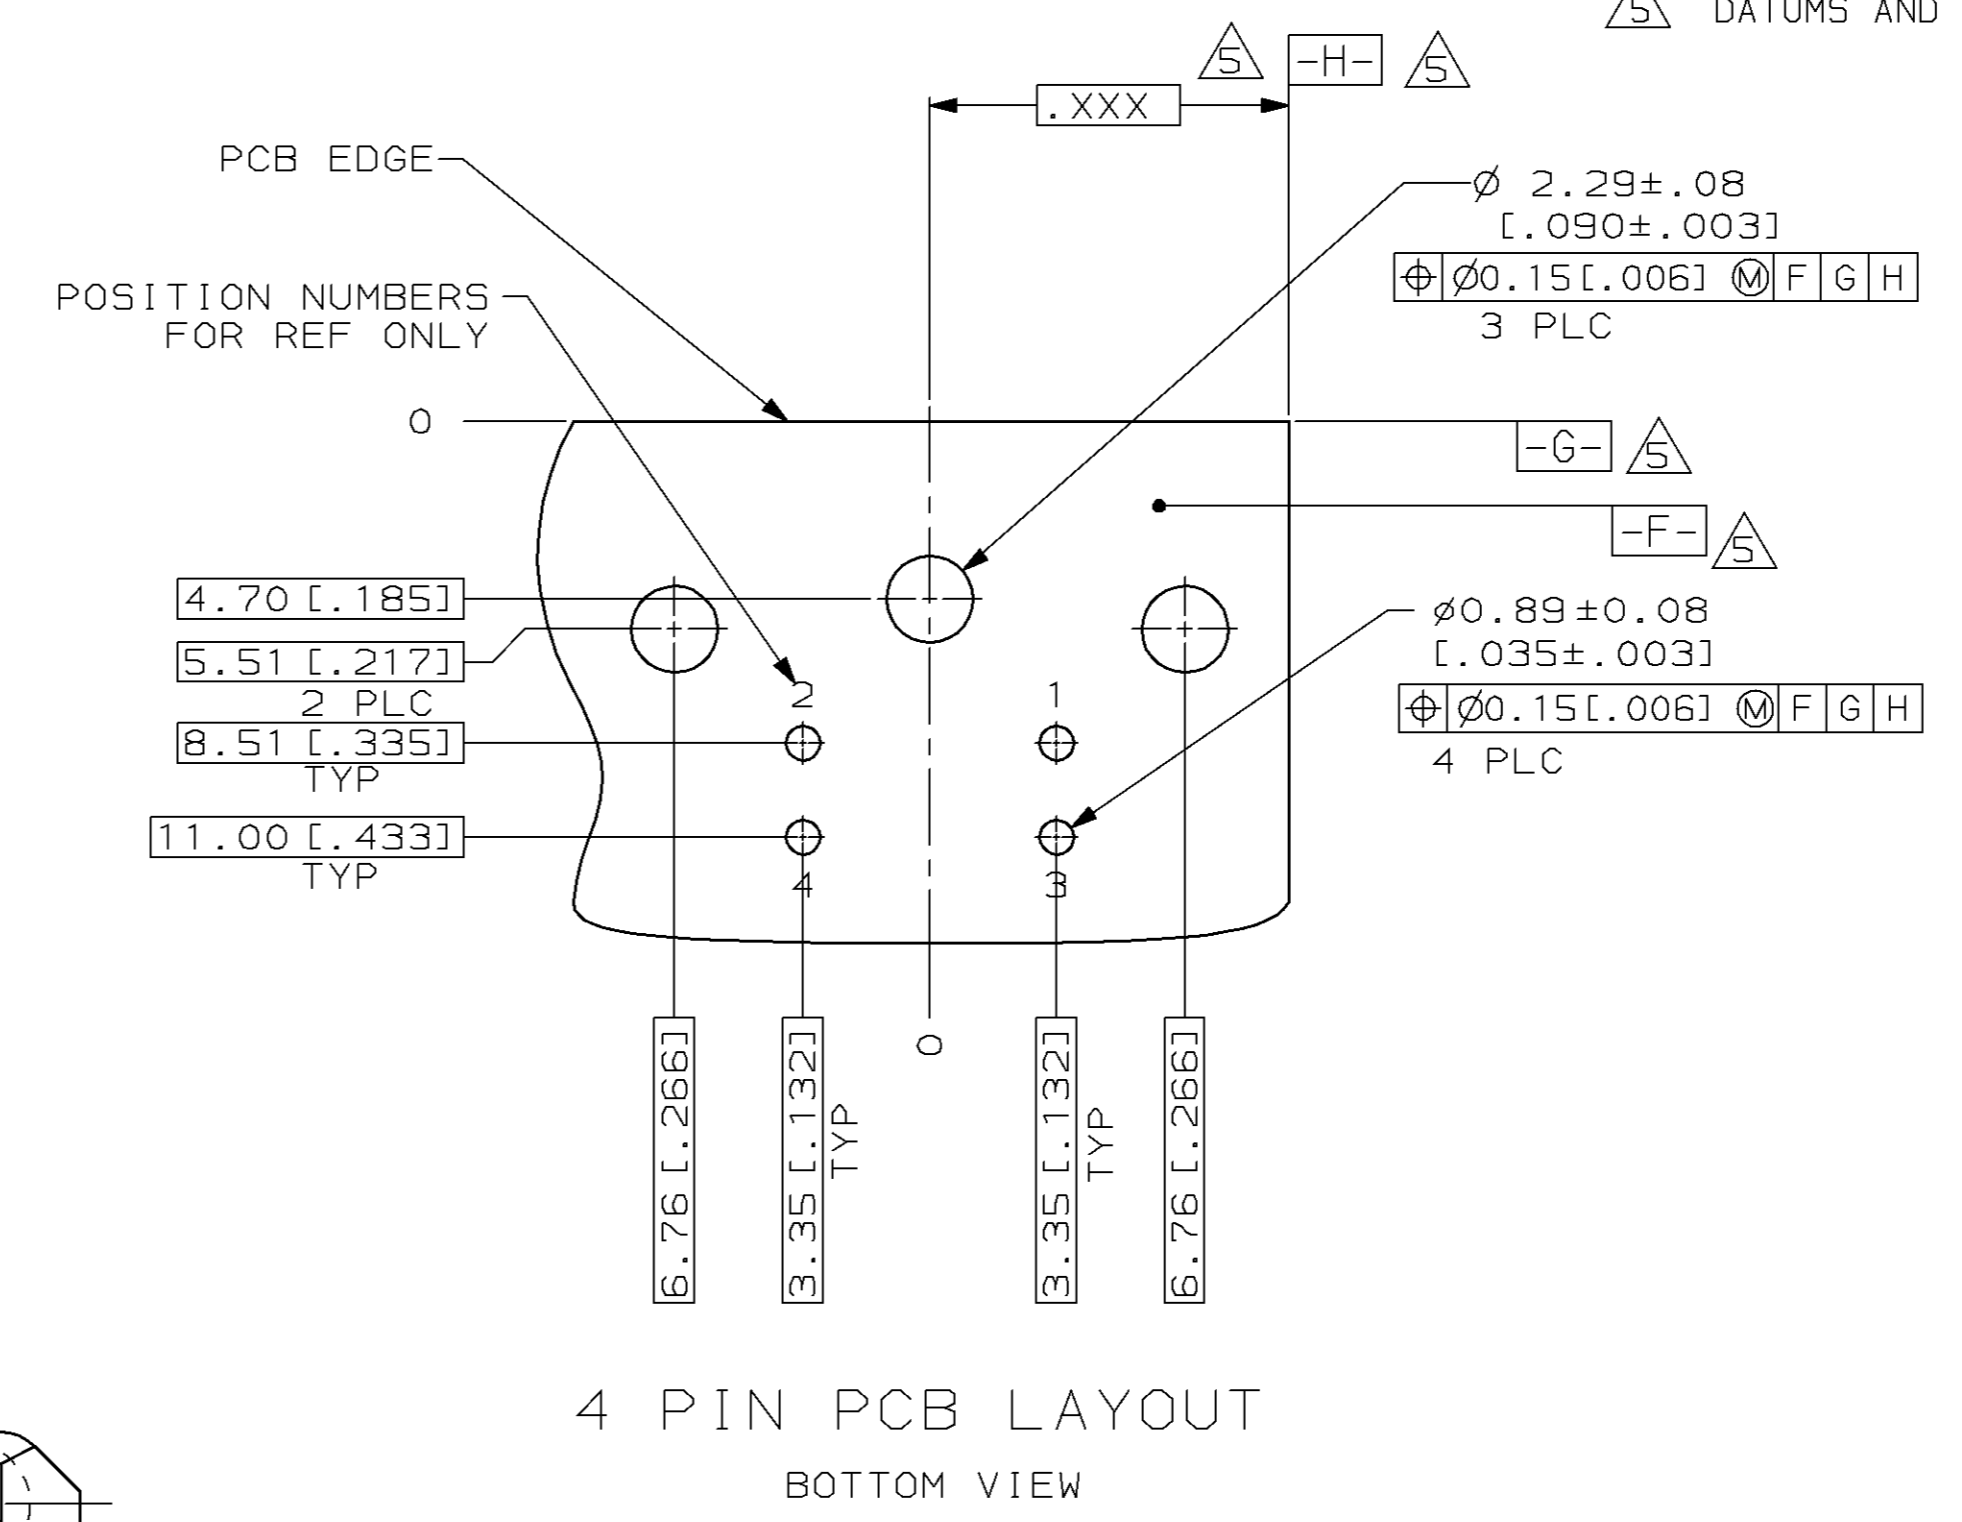 5 DATUMS AND
5 -H- 5
.XXX
PCB EDGE
Ø 2.29±.08
[.090±.003]
⌖ Ø0.15[.006] Ⓜ F G H
3 PLC
POSITION NUMBERS
FOR REF ONLY
0
-G- 5
-F- 5
4.70 [.185]
5.51 [.217]
2 PLC
8.51 [.335]
TYP
11.00 [.433]
TYP
2 1
4 3
Ø0.89±0.08
[.035±.003]
⌖ Ø0.15[.006] Ⓜ F G H
4 PLC
6.76 [.266]
3.35 [.132]
TYP
0
3.35 [.132]
TYP
6.76 [.266]
4 PIN PCB LAYOUT
BOTTOM VIEW